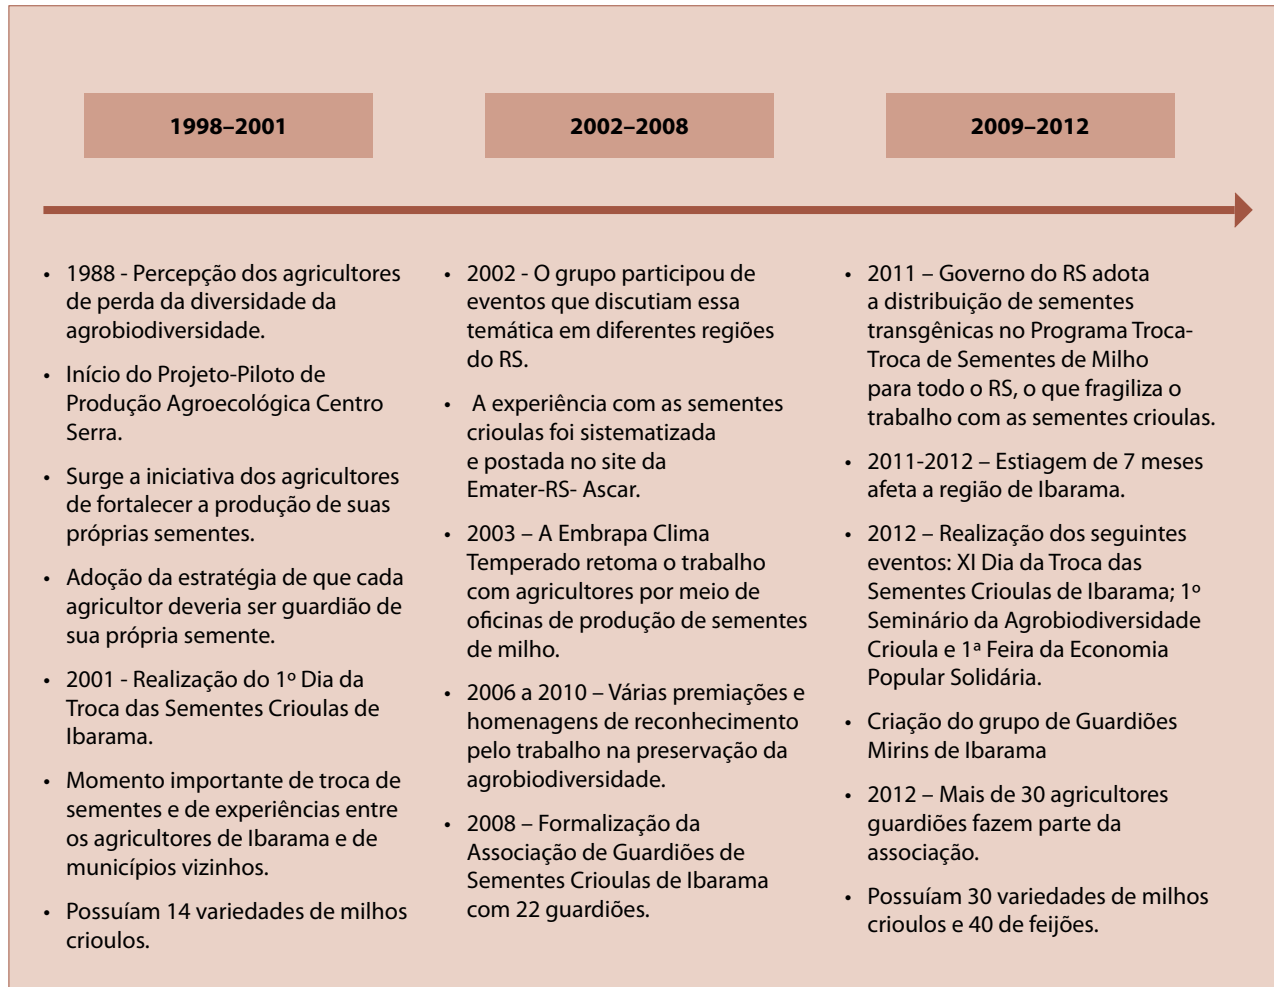 1998–2001
2002–2008
2009–2012
• 1988 - Percepção dos agricultores
de perda da diversidade da
agrobiodiversidade.
• Início do Projeto-Piloto de
Produção Agroecológica Centro
Serra.
• Surge a iniciativa dos agricultores
de fortalecer a produção de suas
próprias sementes.
• Adoção da estratégia de que cada
agricultor deveria ser guardião de
sua própria semente.
• 2001 - Realização do 1º Dia da
Troca das Sementes Crioulas de
Ibarama.
• Momento importante de troca de
sementes e de experiências entre
os agricultores de Ibarama e de
municípios vizinhos.
• Possuíam 14 variedades de milhos
crioulos.
• 2002 - O grupo participou de
eventos que discutiam essa
temática em diferentes regiões
do RS.
• A experiência com as sementes
crioulas foi sistematizada
e postada no site da
Emater-RS- Ascar.
• 2003 – A Embrapa Clima
Temperado retoma o trabalho
com agricultores por meio de
oficinas de produção de sementes
de milho.
• 2006 a 2010 – Várias premiações e
homenagens de reconhecimento
pelo trabalho na preservação da
agrobiodiversidade.
• 2008 – Formalização da
Associação de Guardiões de
Sementes Crioulas de Ibarama
com 22 guardiões.
• 2011 – Governo do RS adota
a distribuição de sementes
transgênicas no Programa Troca-
Troca de Sementes de Milho
para todo o RS, o que fragiliza o
trabalho com as sementes crioulas.
• 2011-2012 – Estiagem de 7 meses
afeta a região de Ibarama.
• 2012 – Realização dos seguintes
eventos: XI Dia da Troca das
Sementes Crioulas de Ibarama; 1º
Seminário da Agrobiodiversidade
Crioula e 1ª Feira da Economia
Popular Solidária.
• Criação do grupo de Guardiões
Mirins de Ibarama
• 2012 – Mais de 30 agricultores
guardiões fazem parte da
associação.
• Possuíam 30 variedades de milhos
crioulos e 40 de feijões.